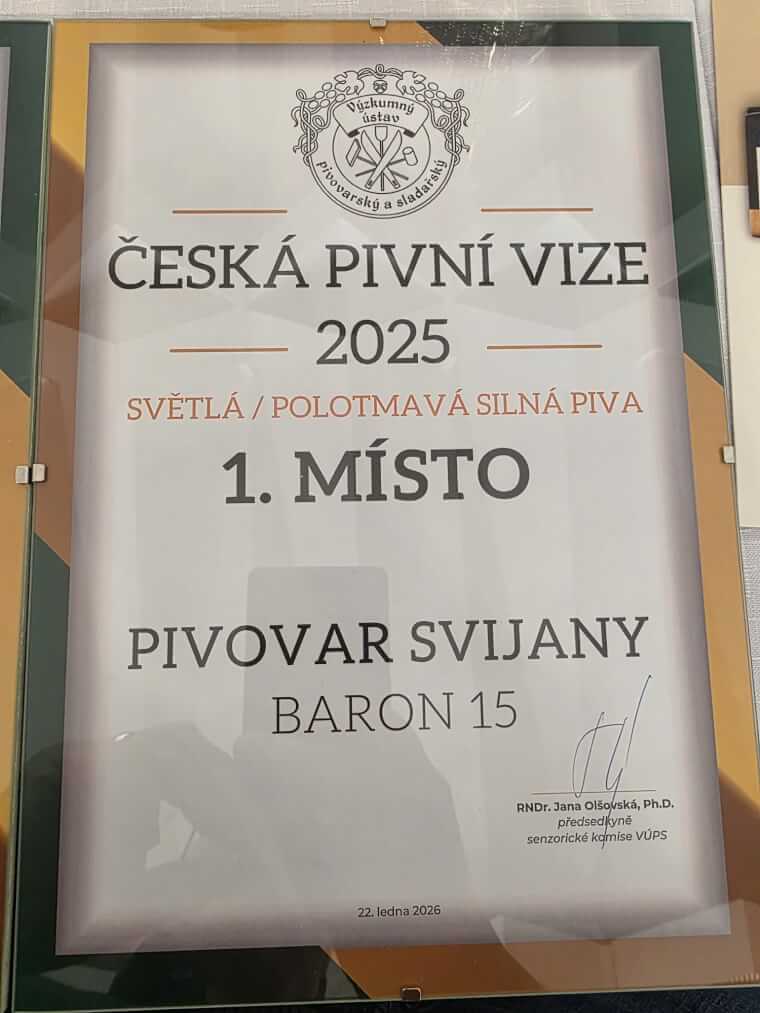 Výzkumný
ústav
pivovarský a sladařský
ČESKÁ PIVNÍ VIZE
2025
SVĚTLÁ / POLOTMAVÁ SILNÁ PIVA
1. MÍSTO
PIVOVAR SVIJANY
BARON 15
RNDr. Jana Olšovská, Ph.D.
předsedkyně
senzorické komise VÚPS
22. ledna 2026